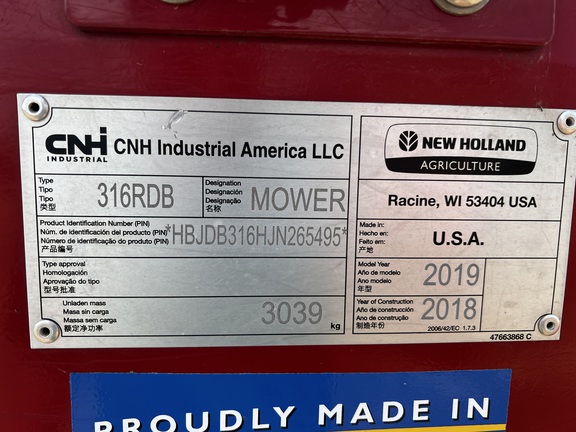 CNH
INDUSTRIAL
CNH Industrial America LLC
Type
Tipo
Tipo
类型
316RDB
Designation
Designación
Designação
名称
MOWER
Product Identification Number (PIN)
Núm. de identificación del producto (PIN)
Número de identificação do produto (PIN)
产品编号
*HBJDB316HJN265495*
Type approval
Homologación
Aprovação do tipo
型号批准
Unladen mass
Masa sin carga
Massa sem carga
额定净功率
3039
kg
NEW HOLLAND
AGRICULTURE
Racine, WI 53404 USA
Made in:
Hecho en:
Feito em:
产地
U.S.A.
Model Year
Año de modelo
Ano do modelo
年型
2019
Year of Construction
Año de construcción
Ano de construção
制造年份
2018
2006/42/EC 1.7.3
47663868 C
PROUDLY MADE IN